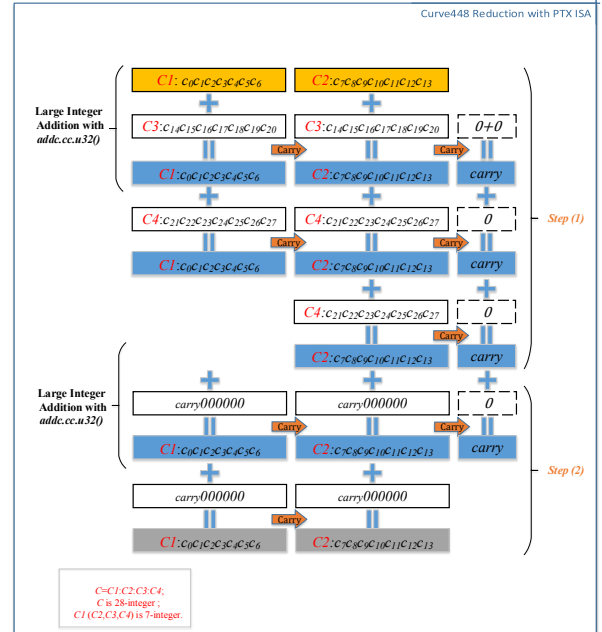 Curve448 Reduction with PTX ISA
C1: c0c1c2c3c4c5c6 C2:c7c8c9c10c11c12c13
Large Integer
Addition with
addc.cc.u32()
C3:c14c15c16c17c18c19c20 C3:c14c15c16c17c18c19c20 0+0
Carry Carry
C1:c0c1c2c3c4c5c6 C2:c7c8c9c10c11c12c13 carry
C4:c21c22c23c24c25c26c27 C4:c21c22c23c24c25c26c27 0
Step (1)
Carry Carry
C1:c0c1c2c3c4c5c6 C2:c7c8c9c10c11c12c13 carry
C4:c21c22c23c24c25c26c27 0
Carry
C2:c7c8c9c10c11c12c13 carry
Large Integer
Addition with
addc.cc.u32()
carry000000 carry000000 0
Carry Carry
C1:c0c1c2c3c4c5c6 C2:c7c8c9c10c11c12c13 carry
Step (2)
carry000000 carry000000
Carry
C1:c0c1c2c3c4c5c6 C2:c7c8c9c10c11c12c13
C=C1:C2:C3:C4;
C is 28-integer ;
C1 (C2,C3,C4) is 7-integer.